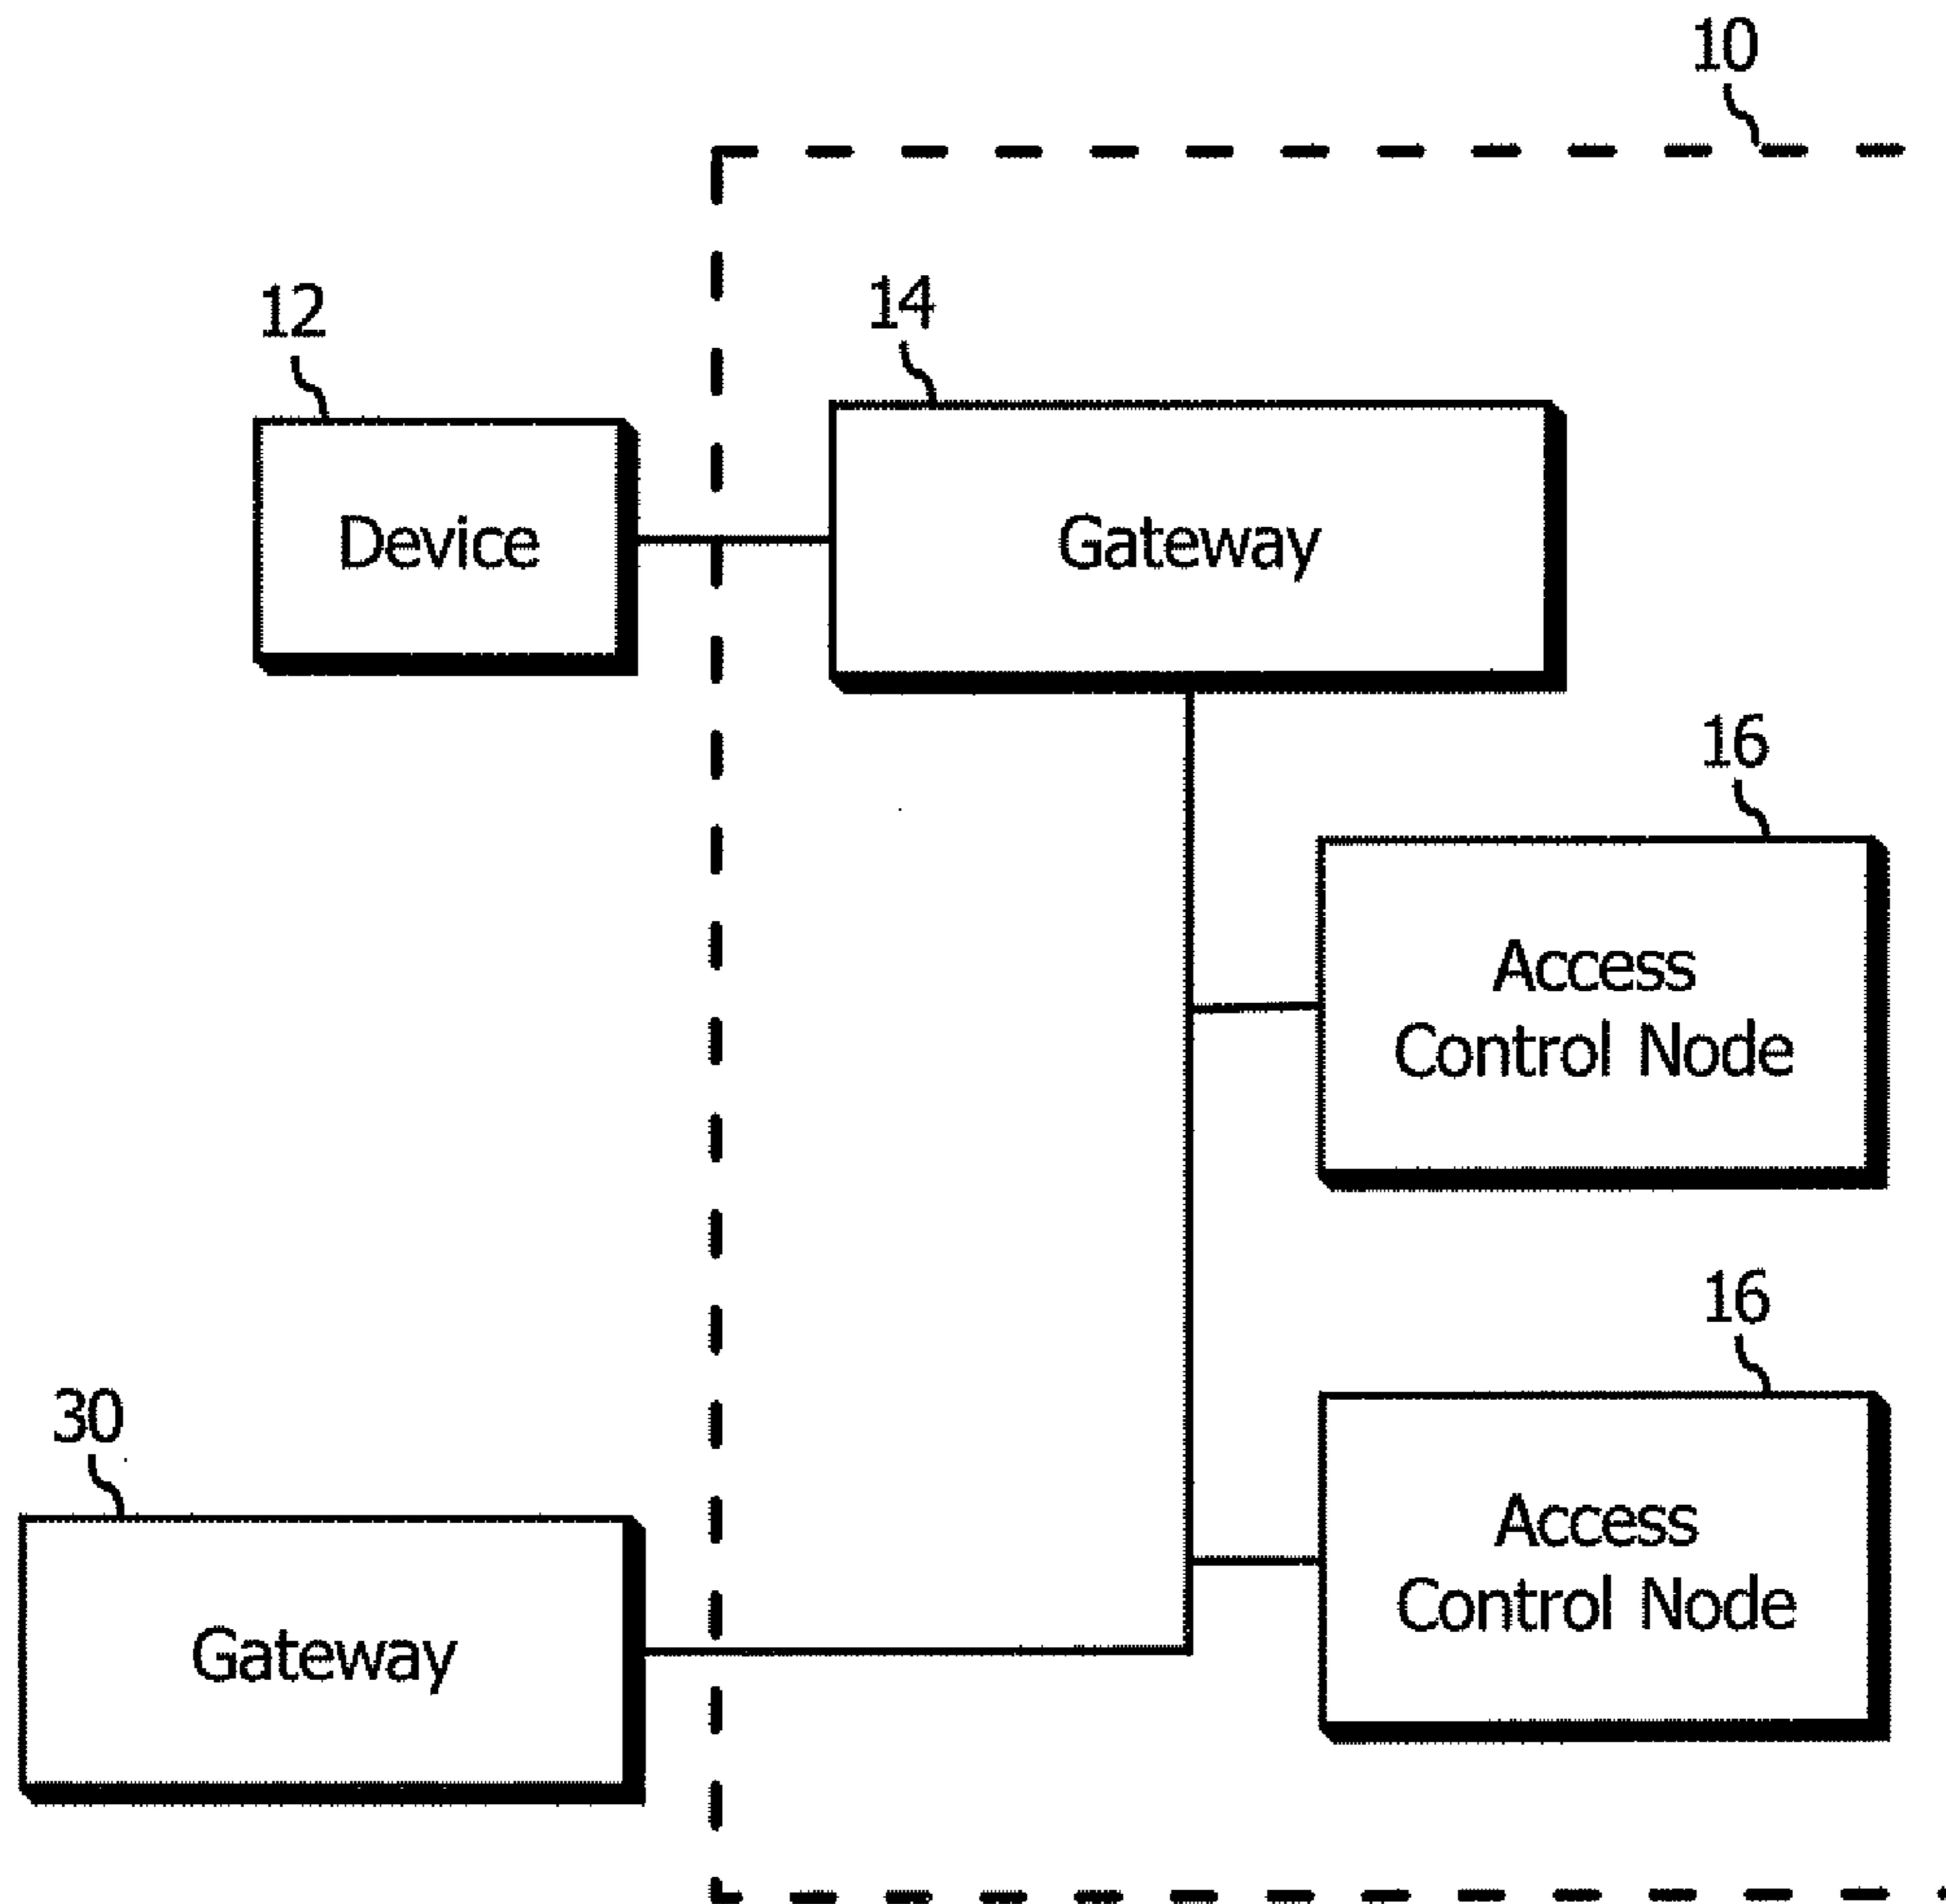 10
12
14
Device
Gateway
16
Access
Control Node
16
30
Access
Control Node
Gateway